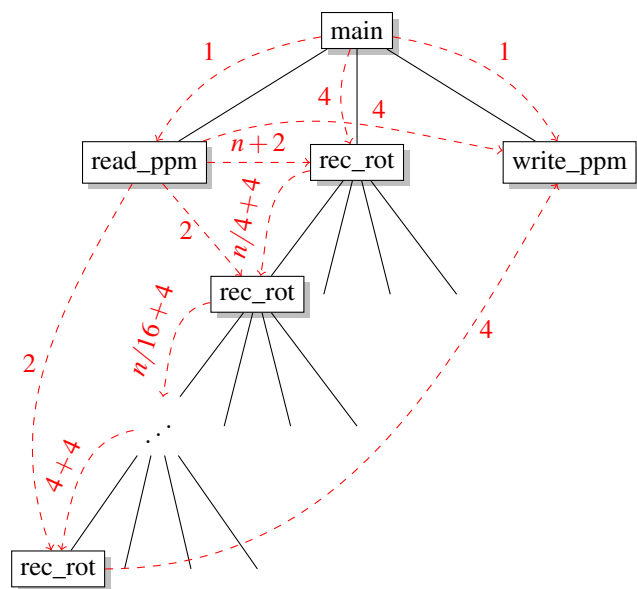 main
1
1
4
4
read_ppm
n+2
rec_rot
write_ppm
2
n/4+4
rec_rot
n/16+4
4
2
⋰
4+4
rec_rot